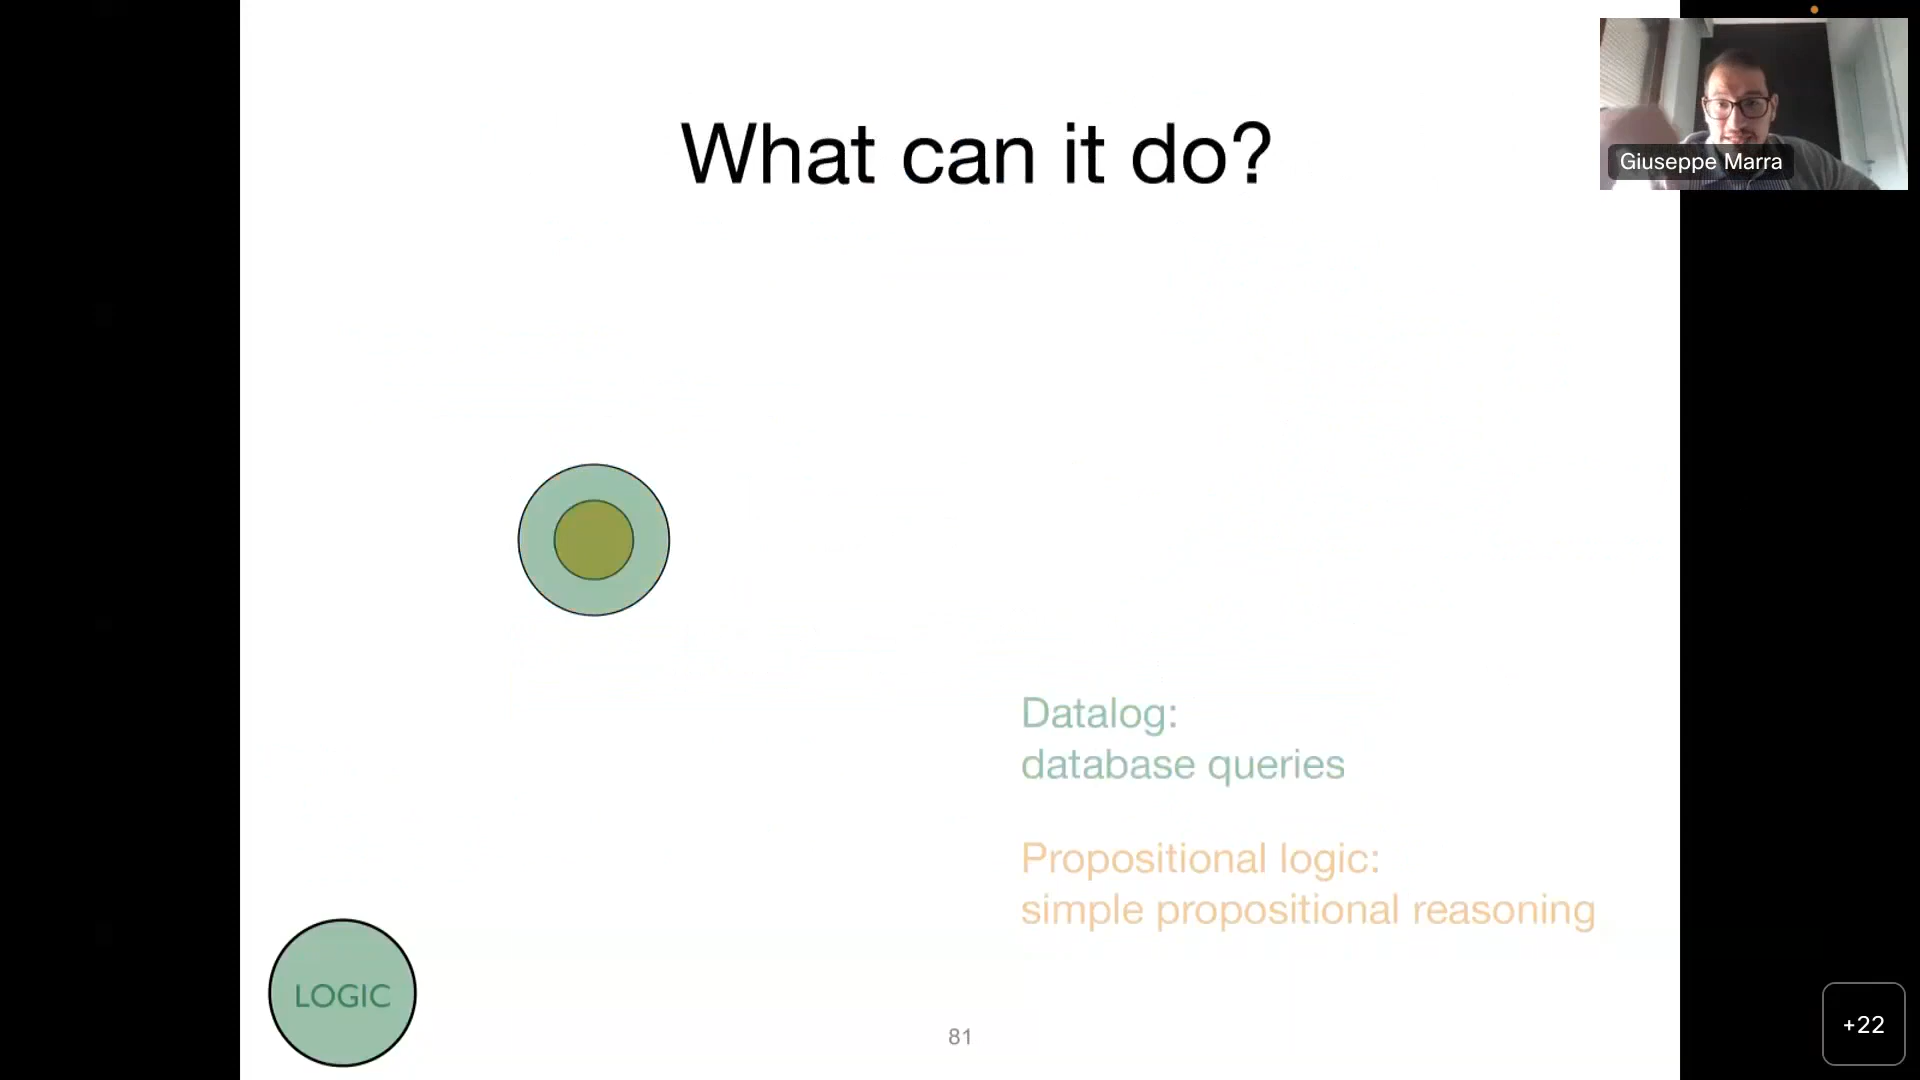 What can it do?
Giuseppe Marra
Datalog:
database queries
Propositional logic:
simple propositional reasoning
LOGIC
81
+22